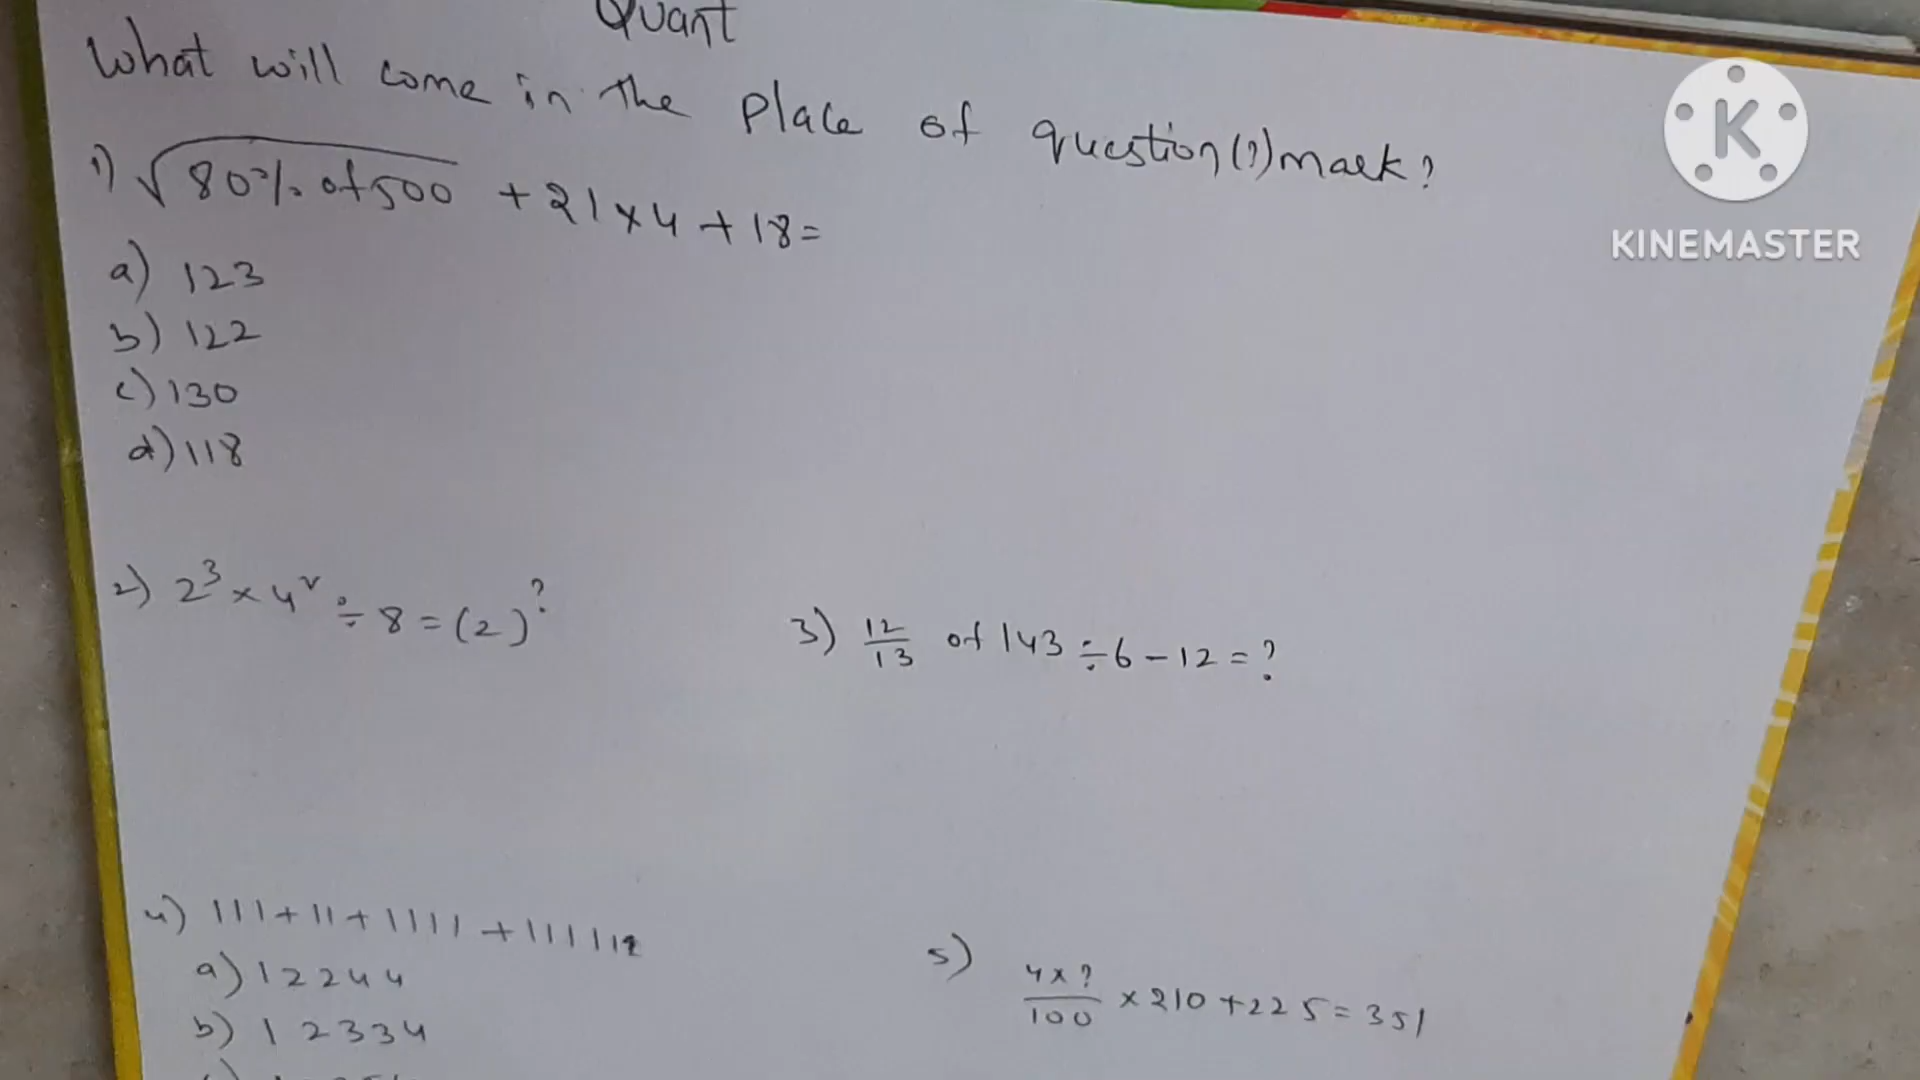 Quant
What will come in the place of question(?) mark?
1) √80% of 500 + 21 x 4 + 18 =
a) 123
b) 122
c) 130
d) 118
2) 2³ x 4² ÷ 8 = (2)^?
3) 12/13 of 143 ÷ 6 - 12 = ?
4) 111 + 11 + 1111 +
a) 12244
b) 12334
5) 4 x ?/100 x 210 + 225 = 351
K
KINEMASTER